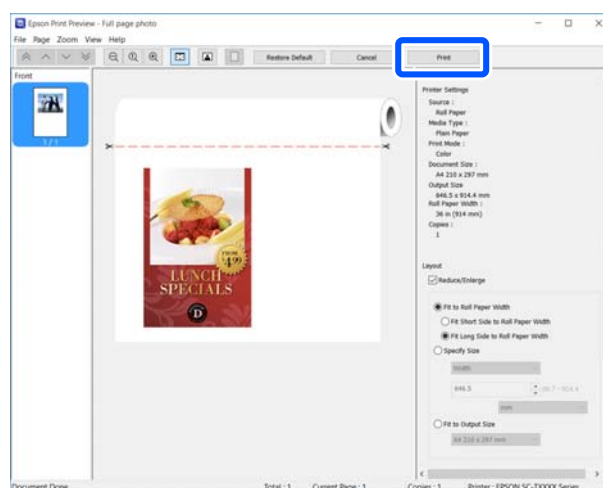 Epson Print Preview - Full page photo
File Page Zoom View Help
Restore Default
Cancel
Print
Front
1 / 1
FROM
$4.99
LUNCH
SPECIALS
D
Printer Settings
Source :
Roll Paper
Media Type :
Plain Paper
Print Mode :
Color
Document Size :
A4 210 x 297 mm
Output Size
646.5 x 914.4 mm
Roll Paper Width :
36 in (914 mm)
Copies :
1
Layout
Reduce/Enlarge
Fit to Roll Paper Width
Fit Short Side to Roll Paper Width
Fit Long Side to Roll Paper Width
Specify Size
Width
646.5
mm
Fit to Output Size
A4 210 x 297 mm
Document Done
Total : 1
Current Page : 1
Copies : 1
Printer : EPSON SC-TXXXX Series